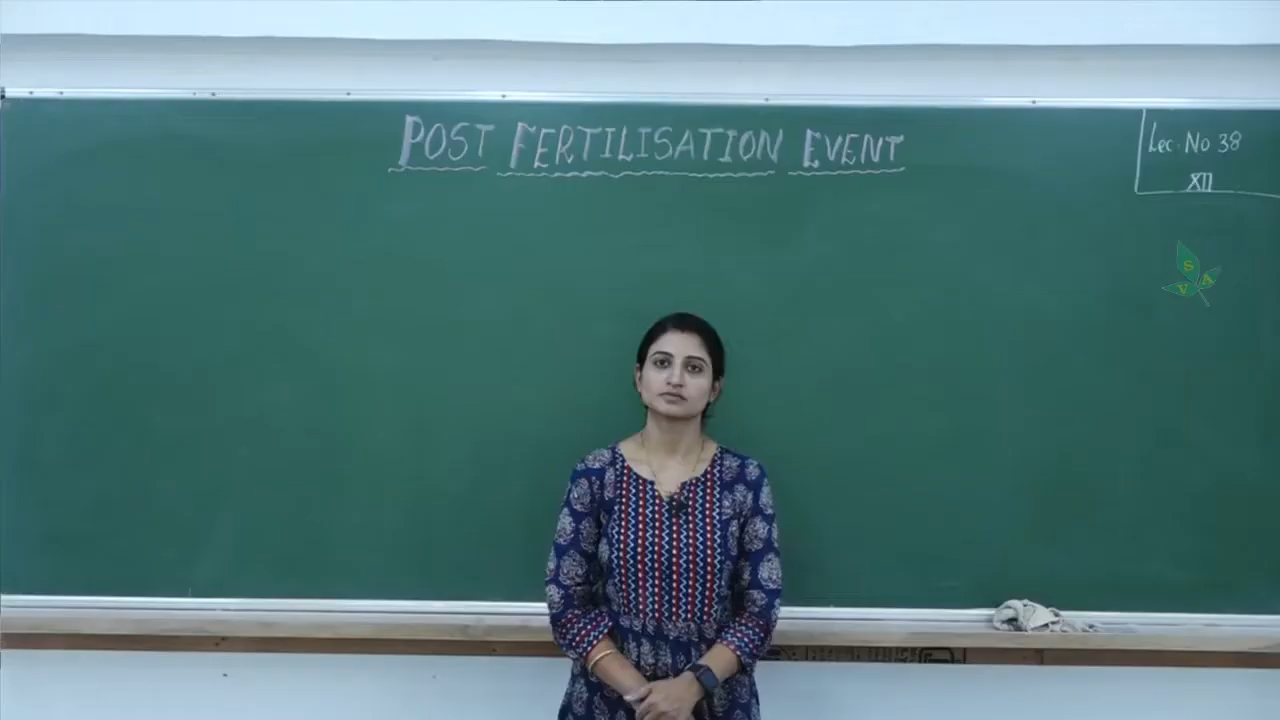 POST FERTILISATION EVENT
Lec. No 38
XII
S
V A